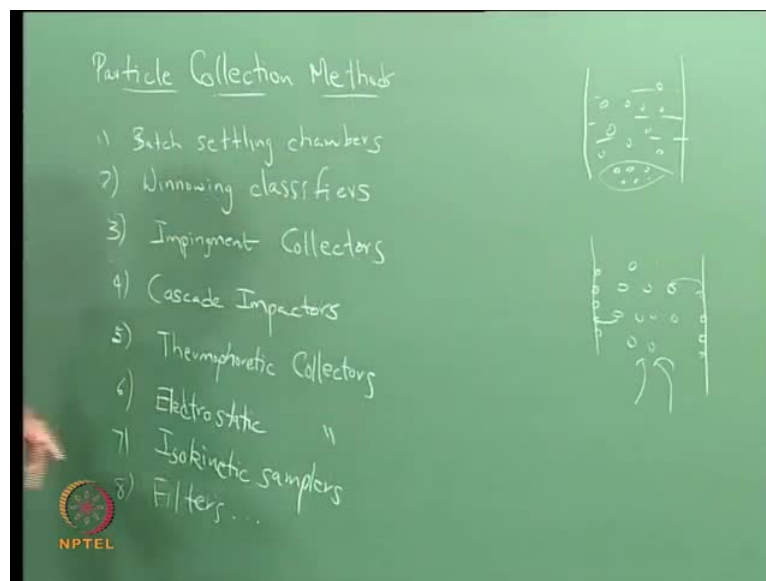 Particle Collection Methods
1) Batch settling chambers
2) Winnowing classifiers
3) Impingment Collectors
4) Cascade Impactors
5) Thermophoretic Collectors
6) Electrostatic "
7) Isokinetic samplers
8) Filters...
NPTEL